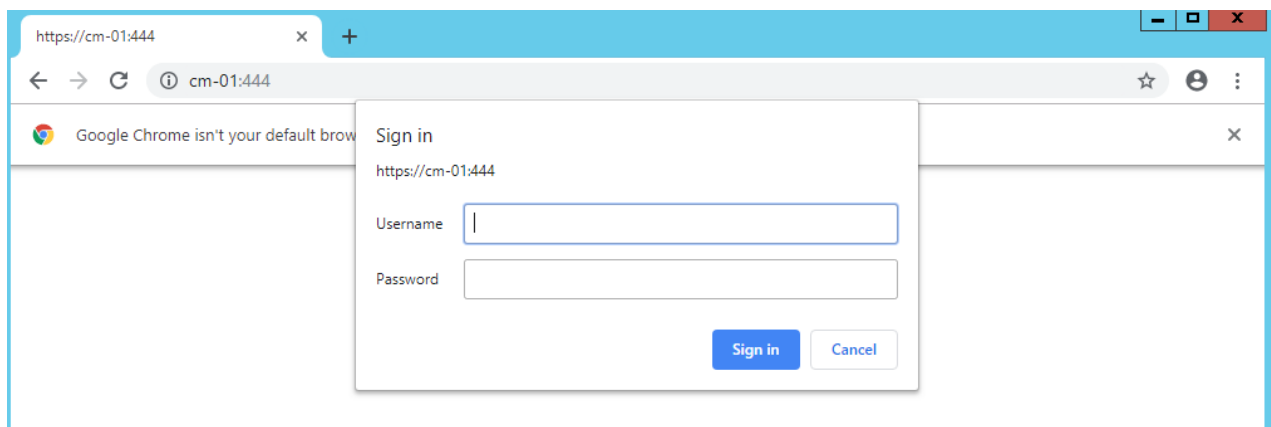 https://cm-01:444
cm-01:444
Google Chrome isn't your default brow
Sign in
https://cm-01:444
Username
Password
Sign in Cancel